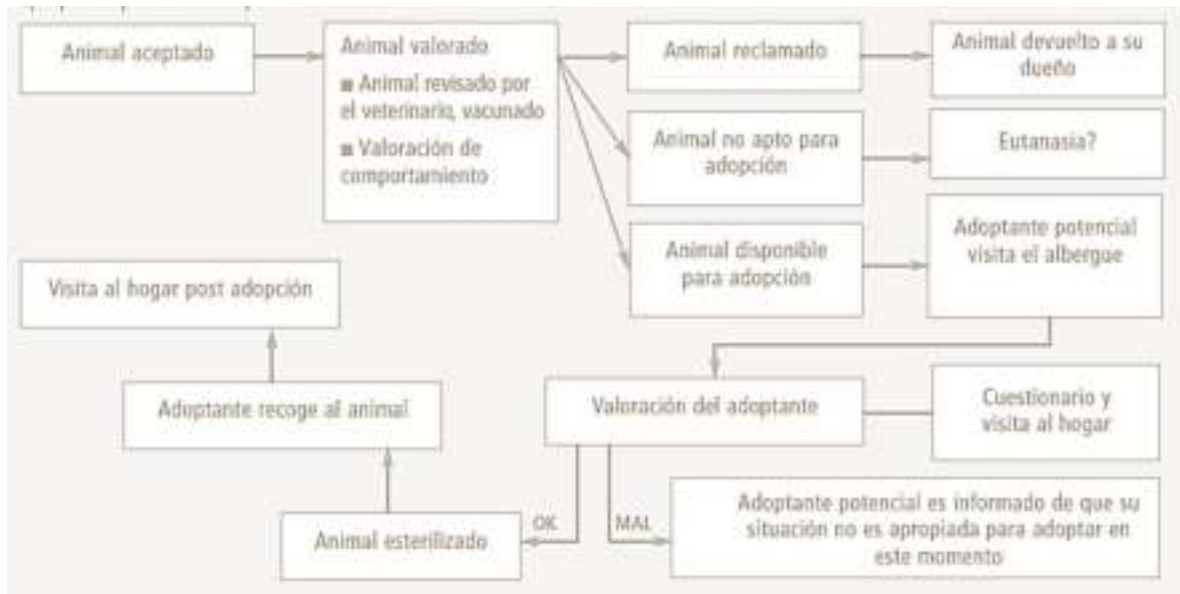 Animal aceptado
Animal valorado
■ Animal revisado por
el veterinario, vacunado
■ Valoración de
comportamiento
Animal reclamado
Animal devuelto a su
dueño
Animal no apto para
adopción
Eutanasia?
Animal disponible
para adopción
Adoptante potencial
visita el albergue
Visita al hogar post adopción
Adoptante recoge al animal
Valoración del adoptante
Cuestionario y
visita al hogar
OK
MAL
Animal esterilizado
Adoptante potencial es informado de que su
situación no es apropiada para adoptar en
este momento